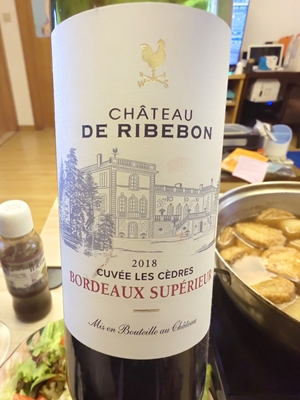 CHÂTEAU
DE RIBEBON
2018
CUVÉE LES CÈDRES
BORDEAUX SUPÉRIEUR
Mis en Bouteille au Château